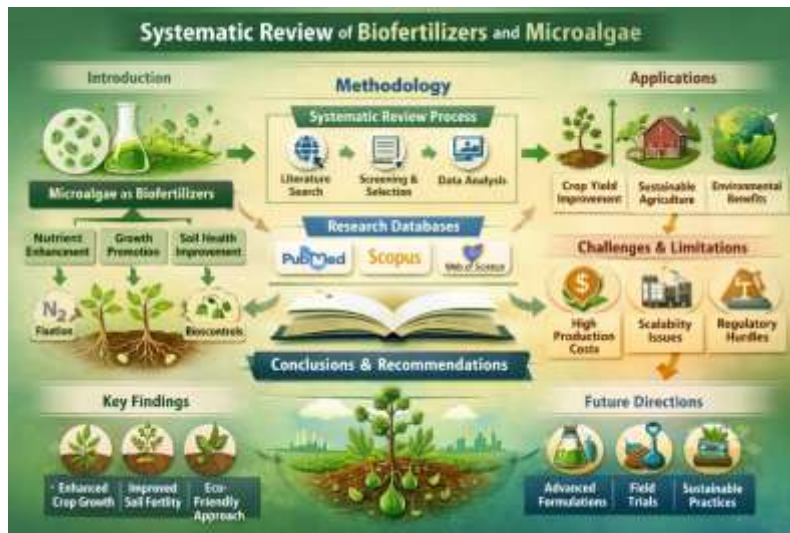 Systematic Review of Biofertilizers and Microalgae
Introduction
Microalgae as Biofertilizers
Nutrient
Enhancement
Growth
Promotion
Soil Health
Improvement
N2
Fixation
Biocontrols
Methodology
Systematic Review Process
Literature
Search
Screening &
Selection
Data Analysis
Research Databases
PubMed
Scopus
Web of Science
Applications
Crop Yield
Improvement
Sustainable
Agriculture
Environmental
Benefits
Challenges & Limitations
$
High
Production
Costs
Scalabity
Issues
Regulatory
Hurdles
Conclusions & Recommendations
Key Findings
- Enhanced
Crop Growth
Improved
Soil Fertlity
Eco-
Friendly
Approach
Future Directions
Advanced
Formulations
Field
Trials
Sustainable
Practices